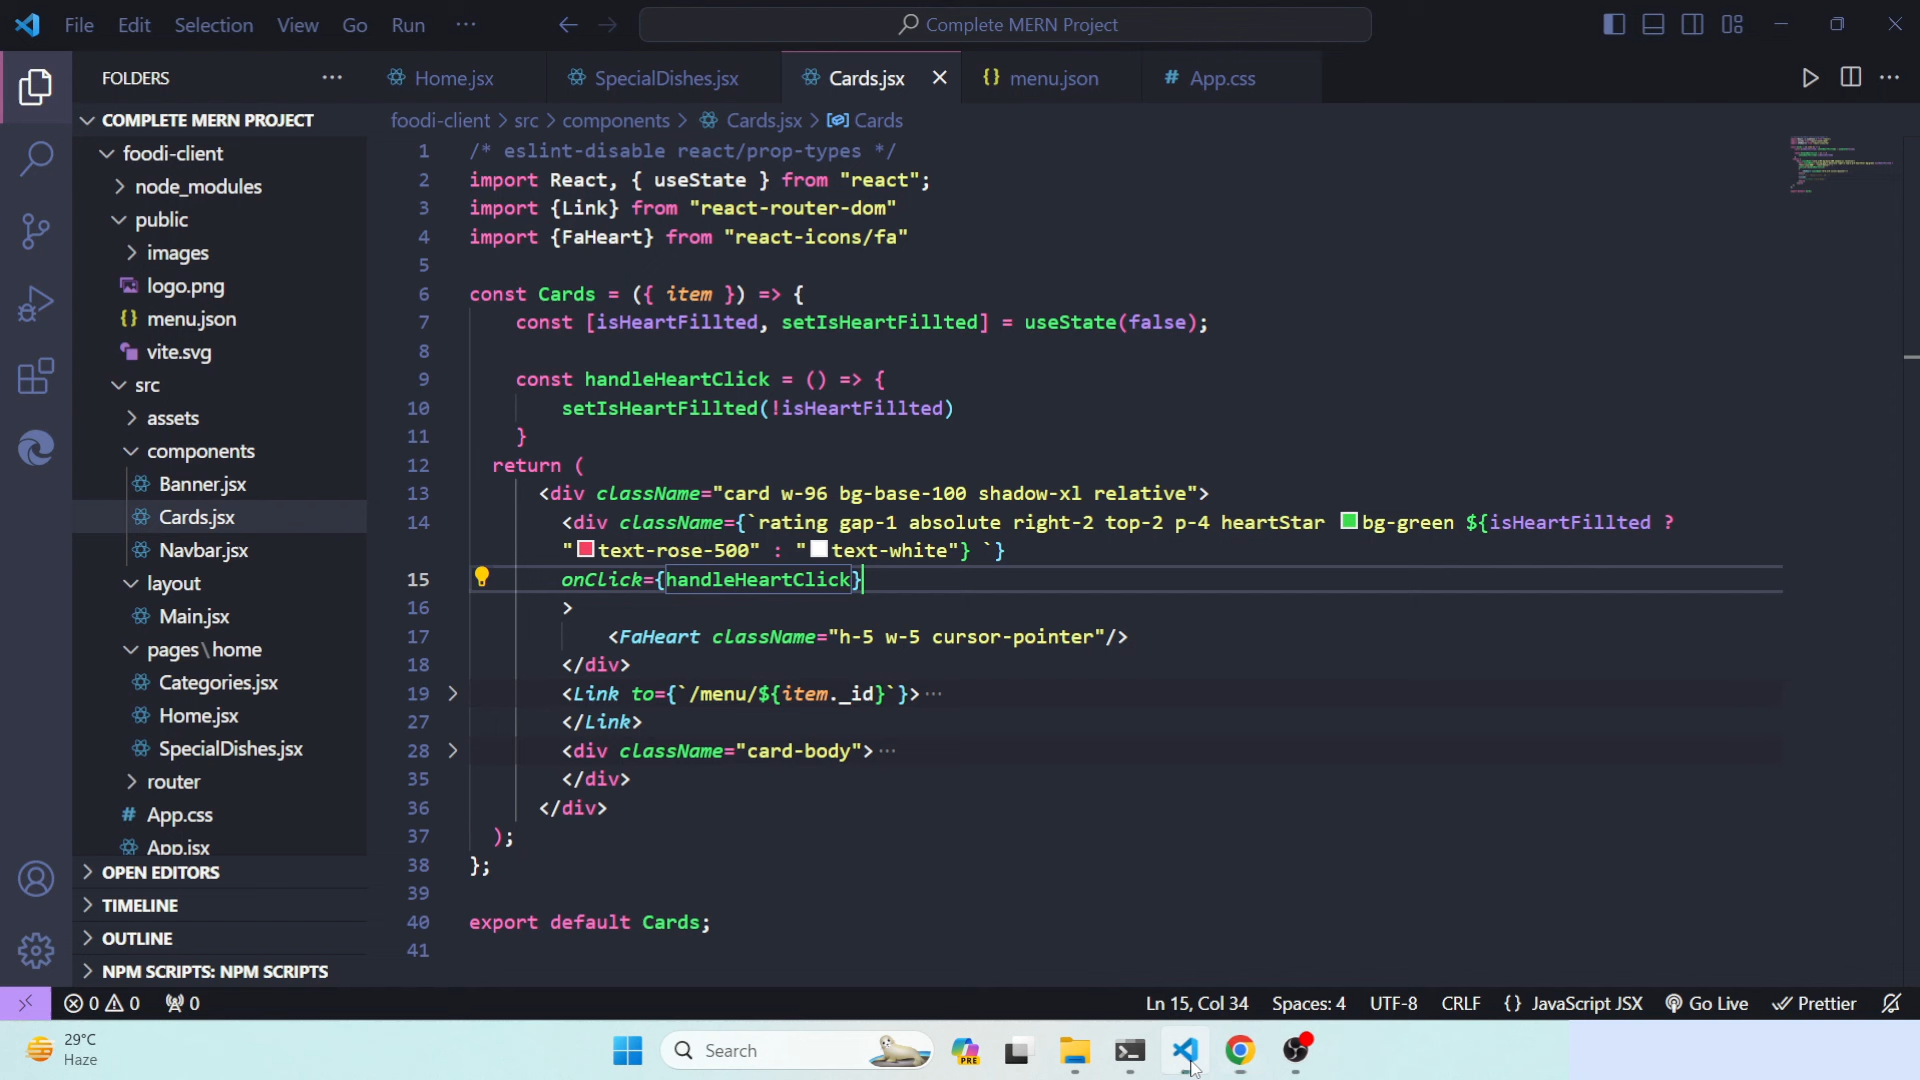 File Edit Selection View Go Run ··· Complete MERN Project
FOLDERS ···
Home.jsx SpecialDishes.jsx Cards.jsx {} menu.json # App.css
COMPLETE MERN PROJECT
foodi-client
node_modules
public
images
logo.png
{} menu.json
vite.svg
src
assets
components
Banner.jsx
Cards.jsx
Navbar.jsx
layout
Main.jsx
pages\home
Categories.jsx
Home.jsx
SpecialDishes.jsx
router
# App.css
App.jsx
OPEN EDITORS
TIMELINE
OUTLINE
NPM SCRIPTS: NPM SCRIPTS
foodi-client > src > components > Cards.jsx > Cards
1 /* eslint-disable react/prop-types */
2 import React, { useState } from "react";
3 import {Link} from "react-router-dom"
4 import {FaHeart} from "react-icons/fa"
5
6 const Cards = ({ item }) => {
7 const [isHeartFillted, setIsHeartFillted] = useState(false);
8
9 const handleHeartClick = () => {
10 setIsHeartFillted(!isHeartFillted)
11 }
12 return (
13 <div className="card w-96 bg-base-100 shadow-xl relative">
14 <div className={`rating gap-1 absolute right-2 top-2 p-4 heartStar bg-green ${isHeartFillted ?
"text-rose-500" : "text-white"} `}
15 onClick={handleHeartClick}
16 >
17 <FaHeart className="h-5 w-5 cursor-pointer"/>
18 </div>
19 <Link to={`/menu/${item._id}`}>···
27 </Link>
28 <div className="card-body">···
35 </div>
36 </div>
37 );
38 };
39
40 export default Cards;
41
0 0 0 Ln 15, Col 34 Spaces: 4 UTF-8 CRLF {} JavaScript JSX Go Live Prettier
29°C
Haze
Search
PRE